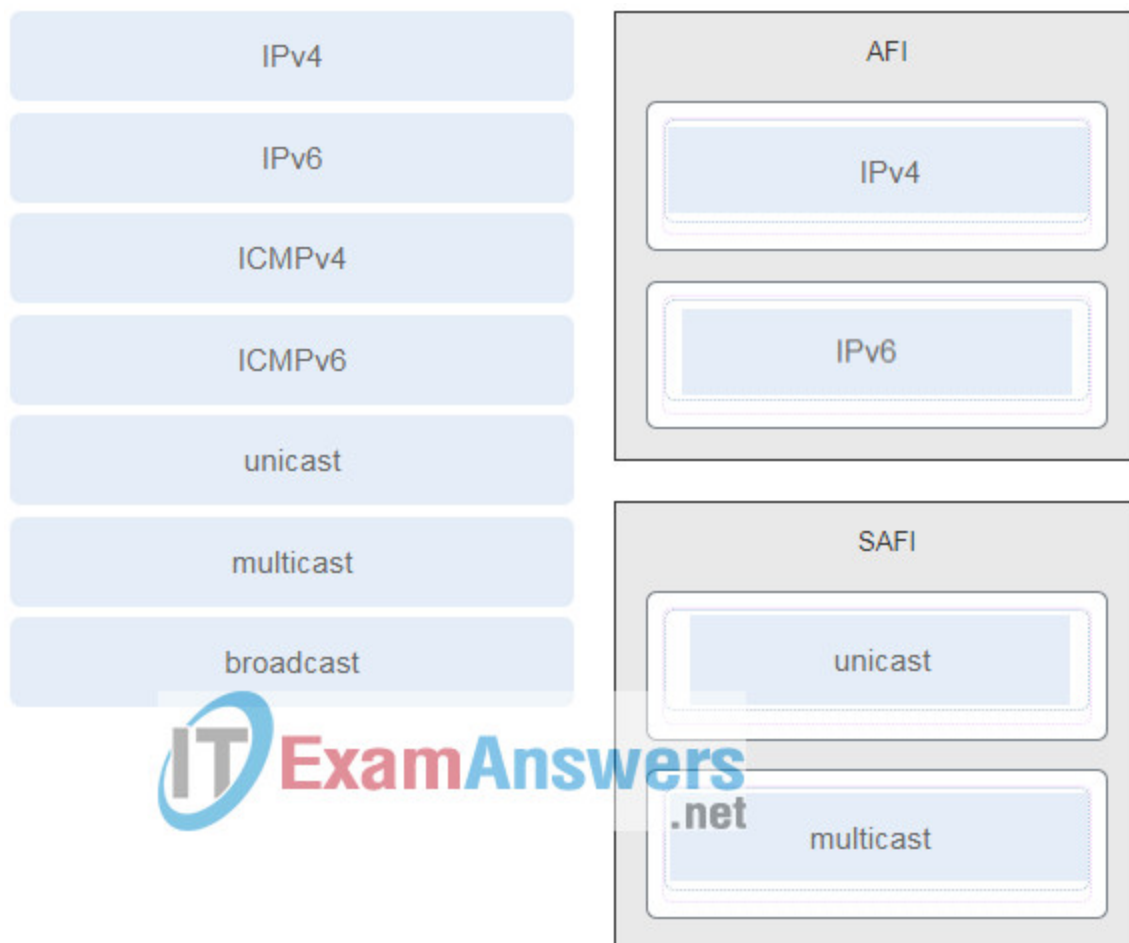 IPv4
IPv6
ICMPv4
ICMPv6
unicast
multicast
broadcast
AFI
IPv4
IPv6
SAFI
unicast
multicast
ITExamAnswers
.net